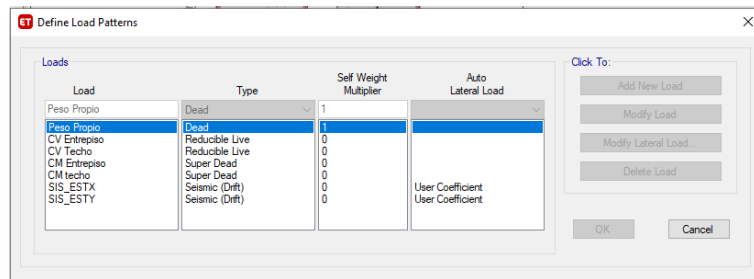 ET Define Load Patterns
Loads
Click To:
Load Type Self Weight Multiplier Auto Lateral Load
Peso Propio Dead 1
Peso Propio Dead 1
CV Entrepiso Reducible Live 0
CV Techo Reducible Live 0
CM Entrepiso Super Dead 0
CM techo Super Dead 0
SIS_ESTX Seismic (Drift) 0 User Coefficient
SIS_ESTY Seismic (Drift) 0 User Coefficient
Add New Load
Modify Load
Modify Lateral Load...
Delete Load
OK Cancel